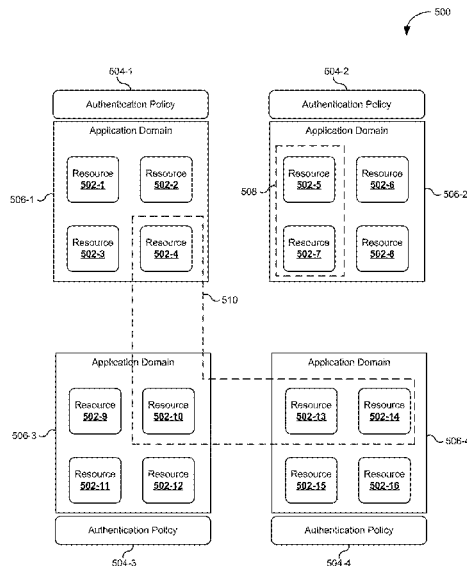 500
504-1
504-2
Authentication Policy
Authentication Policy
Application Domain
Application Domain
Resource
502-1
Resource
502-2
508
Resource
502-5
Resource
502-6
506-1
506-2
Resource
502-3
Resource
502-4
Resource
502-7
Resource
502-8
510
Application Domain
Application Domain
Resource
502-9
Resource
502-10
Resource
502-13
Resource
502-14
506-3
506-4
Resource
502-11
Resource
502-12
Resource
502-15
Resource
502-16
Authentication Policy
Authentication Policy
504-3
504-4